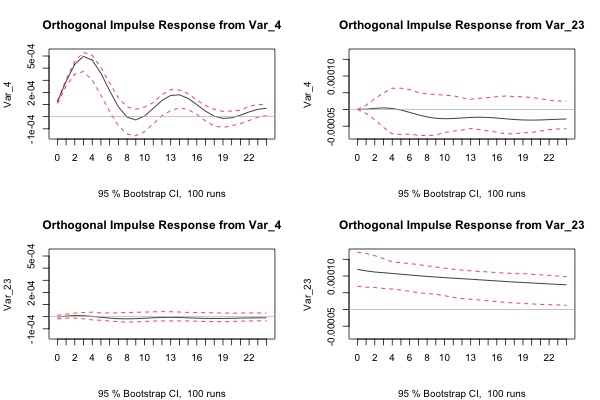 Orthogonal Impulse Response from Var_4
Var_4
-1e-04 2e-04 5e-04
0 2 4 6 8 10 13 16 19 22
95 % Bootstrap CI, 100 runs
Orthogonal Impulse Response from Var_23
Var_4
-0.00005 0.00010
0 2 4 6 8 10 13 16 19 22
95 % Bootstrap CI, 100 runs
Orthogonal Impulse Response from Var_4
Var_23
-1e-04 2e-04 5e-04
0 2 4 6 8 10 13 16 19 22
95 % Bootstrap CI, 100 runs
Orthogonal Impulse Response from Var_23
Var_23
-0.00005 0.00010
0 2 4 6 8 10 13 16 19 22
95 % Bootstrap CI, 100 runs